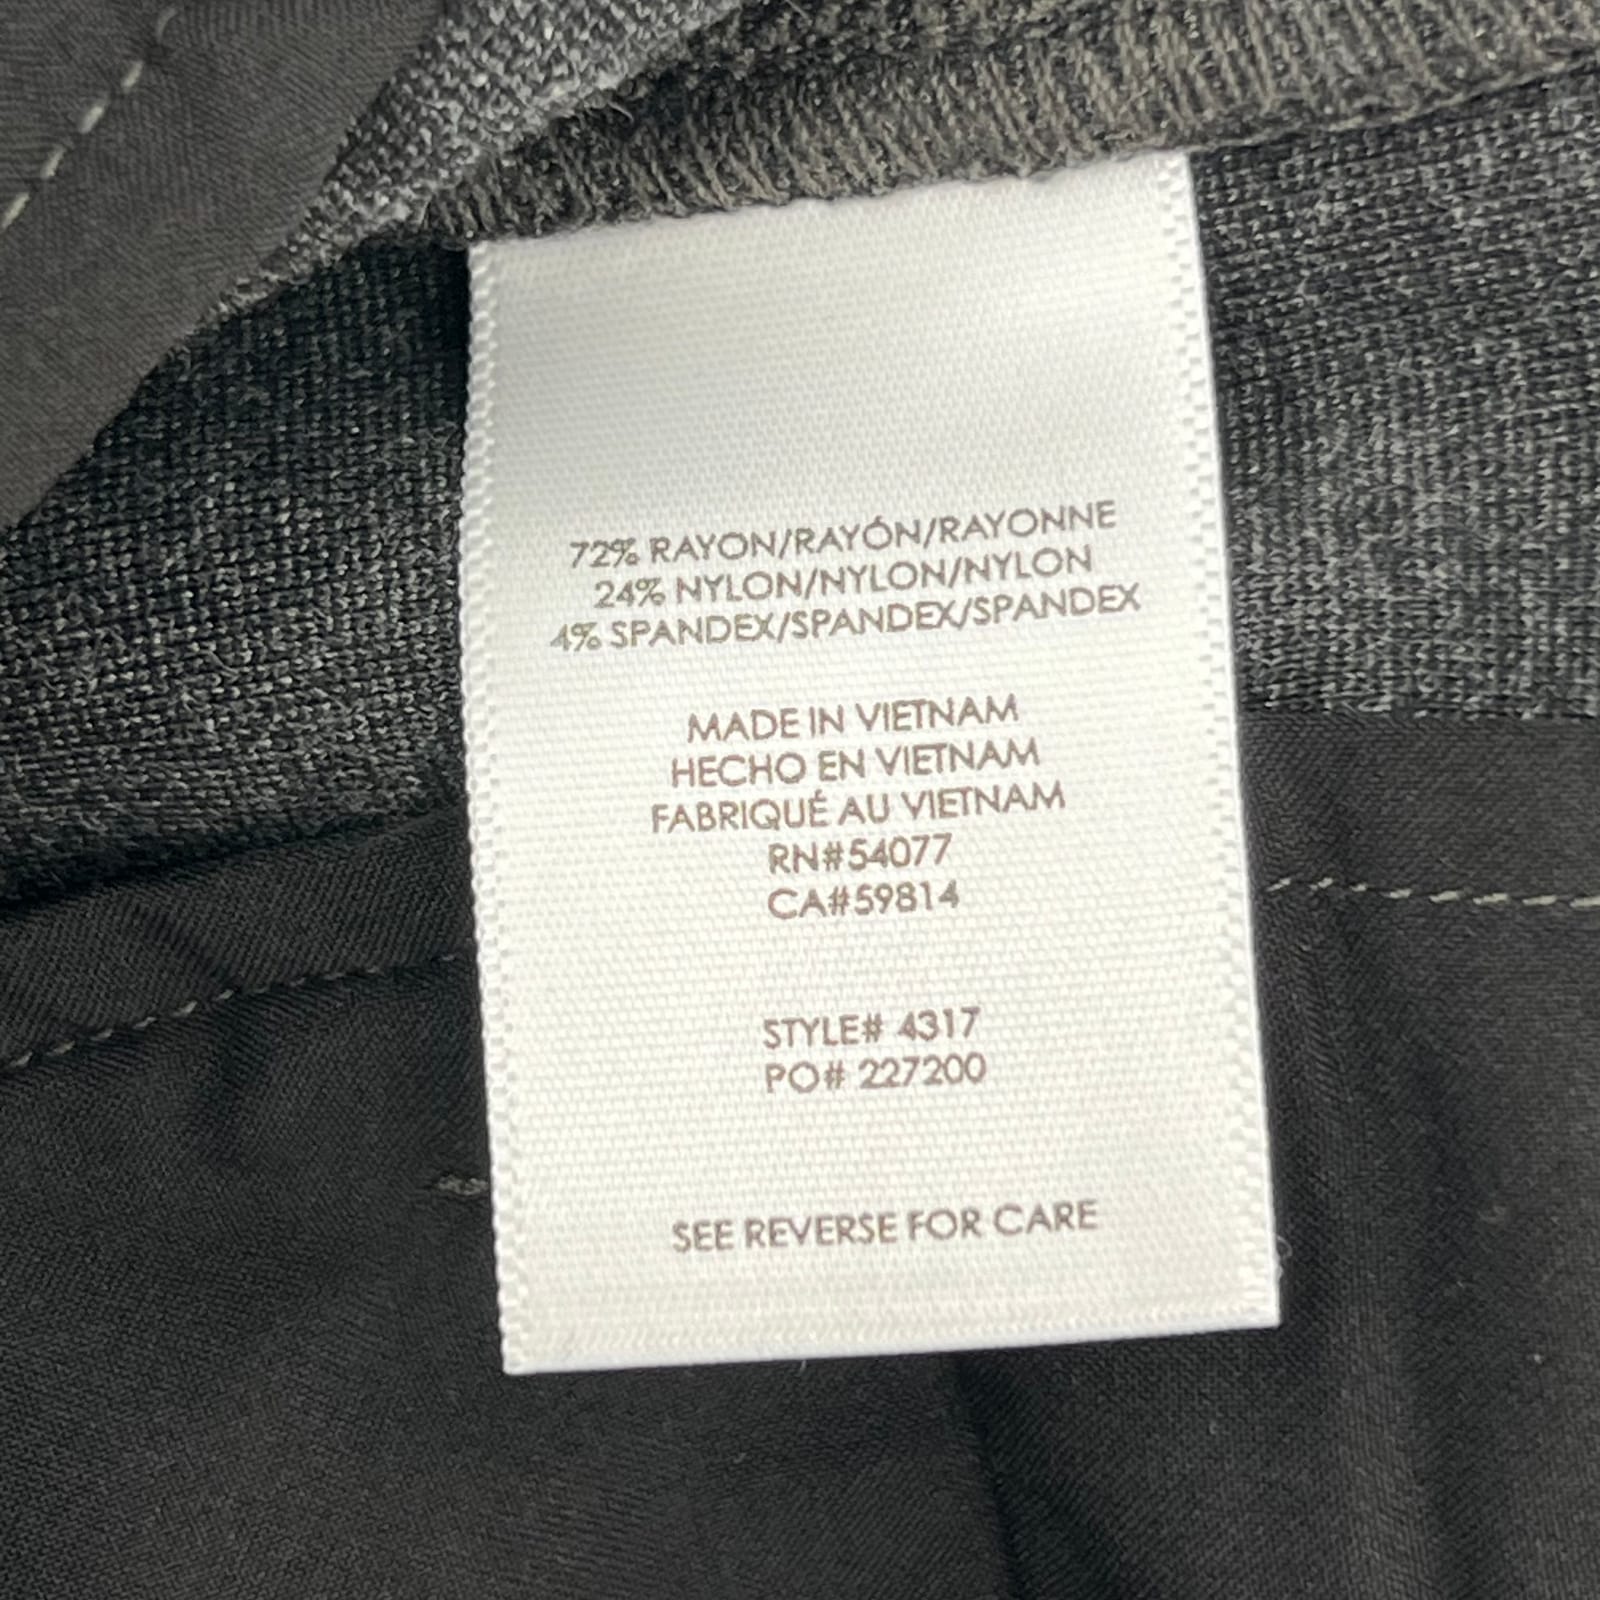 72% RAYON/RAYÓN/RAYONNE
24% NYLON/NYLON/NYLON
4% SPANDEX/SPANDEX/SPANDEX
MADE IN VIETNAM
HECHO EN VIETNAM
FABRIQUÉ AU VIETNAM
RN#54077
CA#59814
STYLE# 4317
PO# 227200
SEE REVERSE FOR CARE